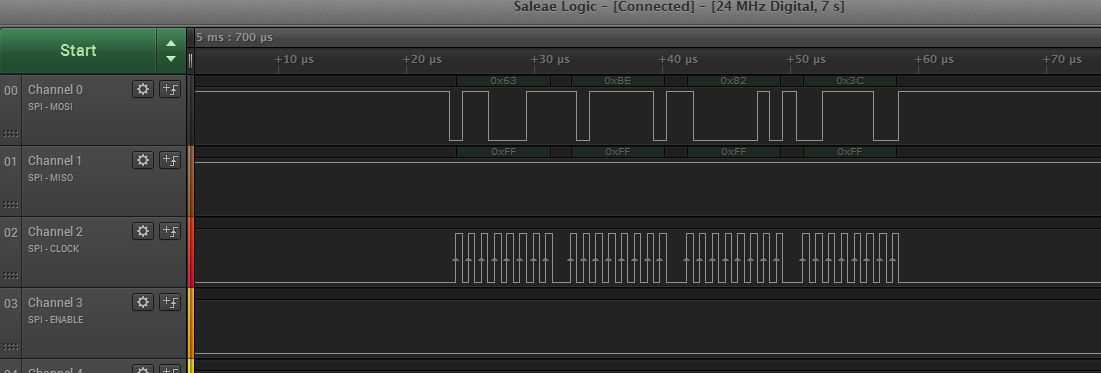 Saleae Logic - [Connected] - [24 MHz Digital, 7 s]
Start
5 ms : 700 µs
+10 µs +20 µs +30 µs +40 µs +50 µs +60 µs +70 µs
00 Channel 0
SPI - MOSI
0x63 0xBE 0x82 0x3C
01 Channel 1
SPI - MISO
0xFF 0xFF 0xFF 0xFF
02 Channel 2
SPI - CLOCK
03 Channel 3
SPI - ENABLE
04 Channel 4